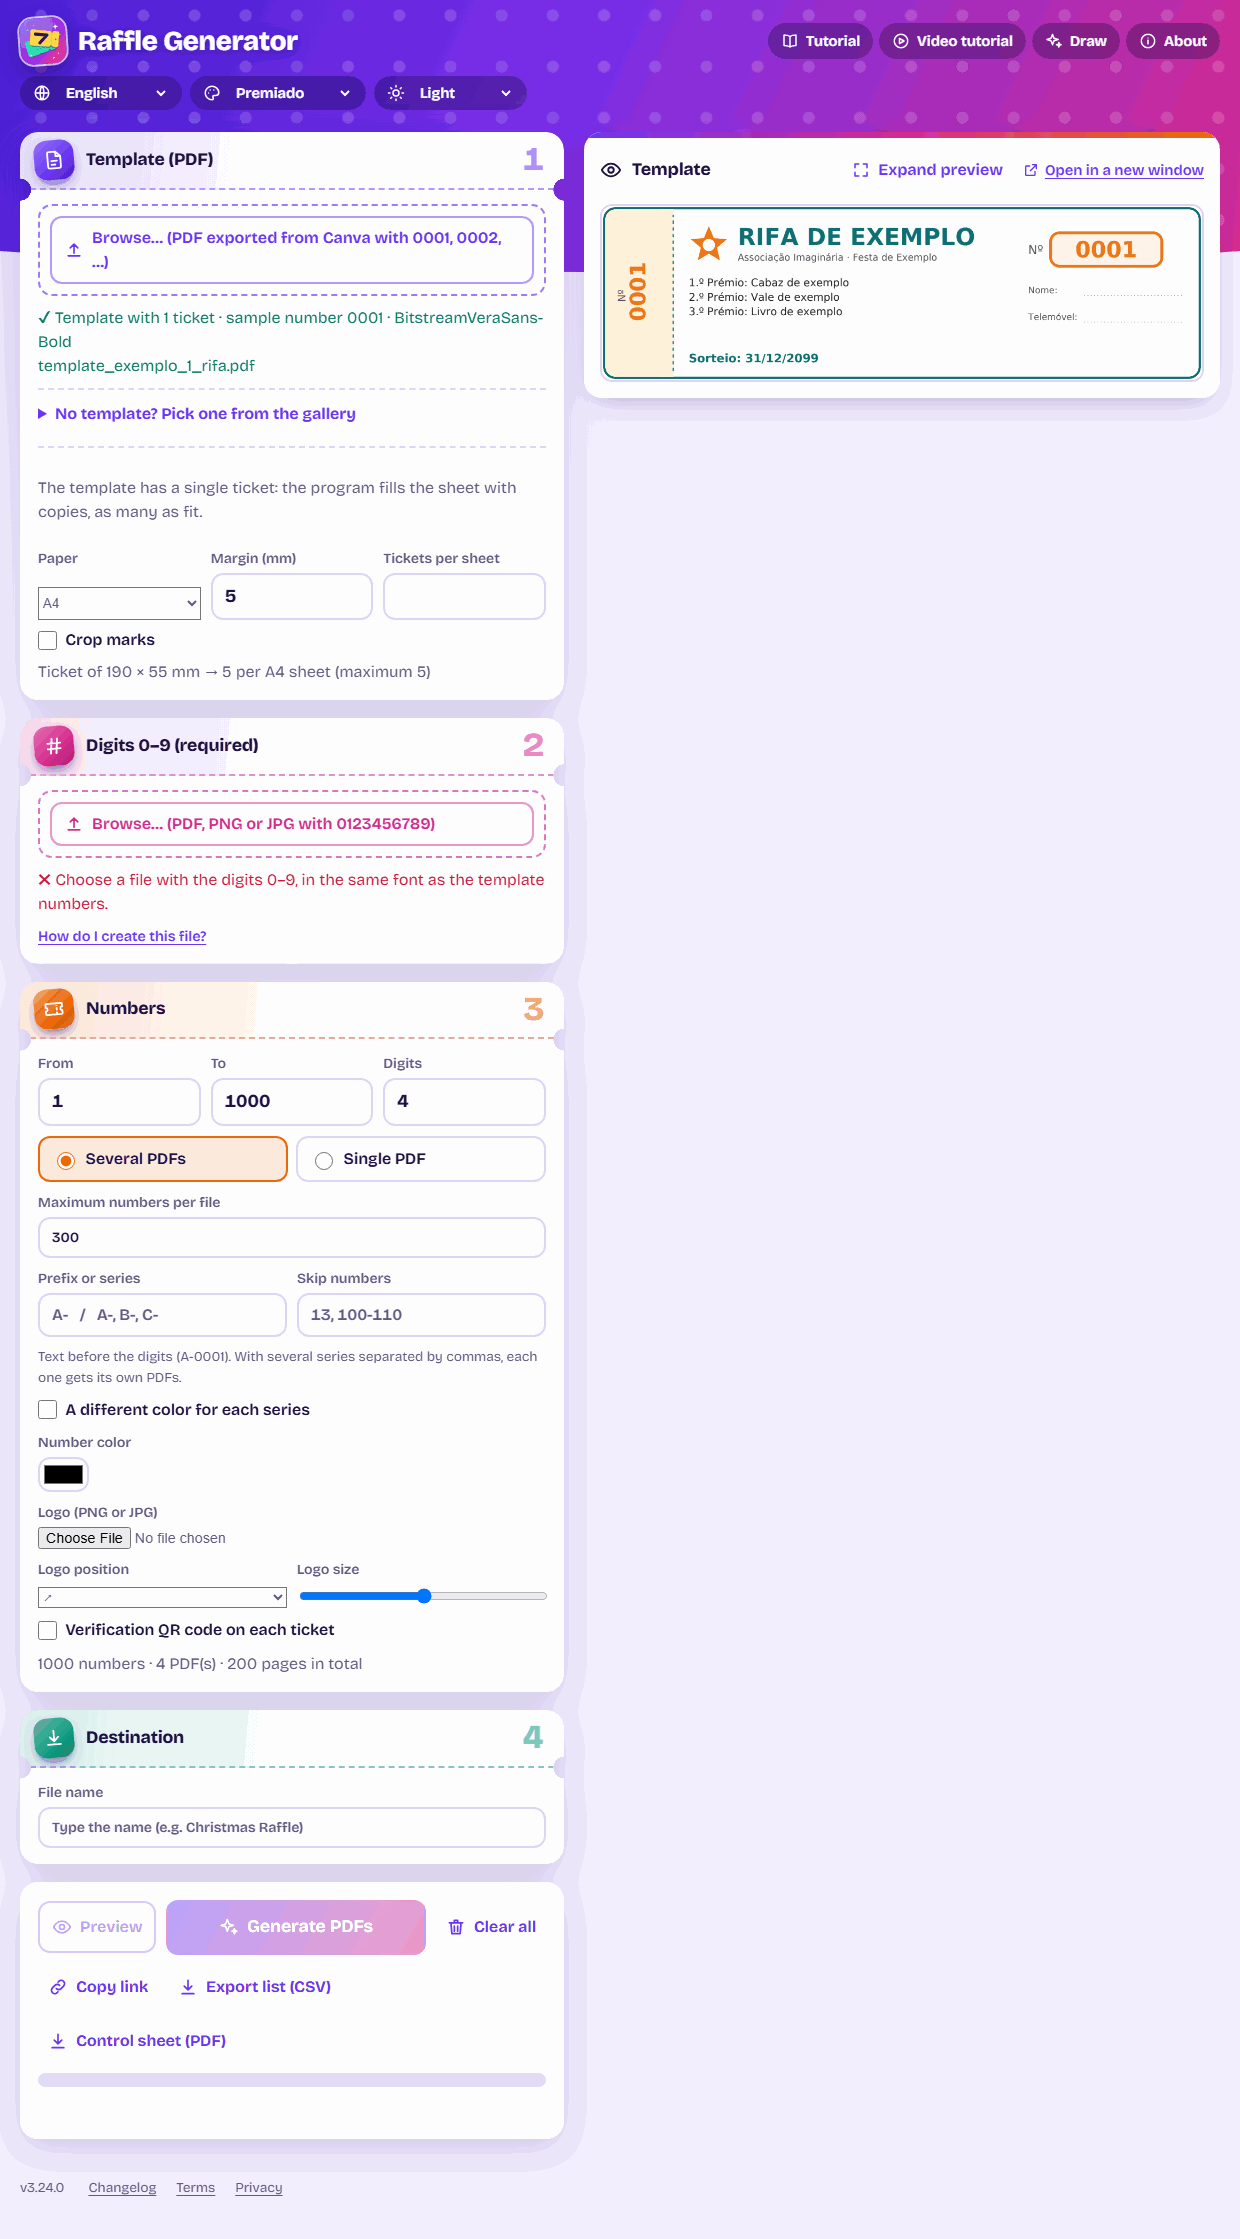 Raffle Generator
Tutorial
Video tutorial
Draw
About
English
Premiado
Light
Template (PDF)
1
Browse... (PDF exported from Canva with 0001, 0002,
...)
✓ Template with 1 ticket · sample number 0001 · BitstreamVeraSans-
Bold
template_exemplo_1_rifa.pdf
No template? Pick one from the gallery
The template has a single ticket: the program fills the sheet with
copies, as many as fit.
Paper
Margin (mm)
Tickets per sheet
A4
5
Crop marks
Ticket of 190 × 55 mm → 5 per A4 sheet (maximum 5)
Digits 0–9 (required)
2
Browse... (PDF, PNG or JPG with 0123456789)
✕ Choose a file with the digits 0–9, in the same font as the template
numbers.
How do I create this file?
Numbers
3
From
To
Digits
1
1000
4
Several PDFs
Single PDF
Maximum numbers per file
300
Prefix or series
Skip numbers
A- / A-, B-, C-
13, 100-110
Text before the digits (A-0001). With several series separated by commas, each
one gets its own PDFs.
A different color for each series
Number color
Logo (PNG or JPG)
Choose File No file chosen
Logo position
Logo size
↗
Verification QR code on each ticket
1000 numbers · 4 PDF(s) · 200 pages in total
Destination
4
File name
Type the name (e.g. Christmas Raffle)
Preview
Generate PDFs
Clear all
Copy link
Export list (CSV)
Control sheet (PDF)
v3.24.0
Changelog
Terms
Privacy
Template
Expand preview
Open in a new window
Nº
0001
RIFA DE EXEMPLO
Associação Imaginária · Festa de Exemplo
1.º Prémio: Cabaz de exemplo
2.º Prémio: Vale de exemplo
3.º Prémio: Livro de exemplo
Sorteio: 31/12/2099
Nº
0001
Nome:
Telemóvel: